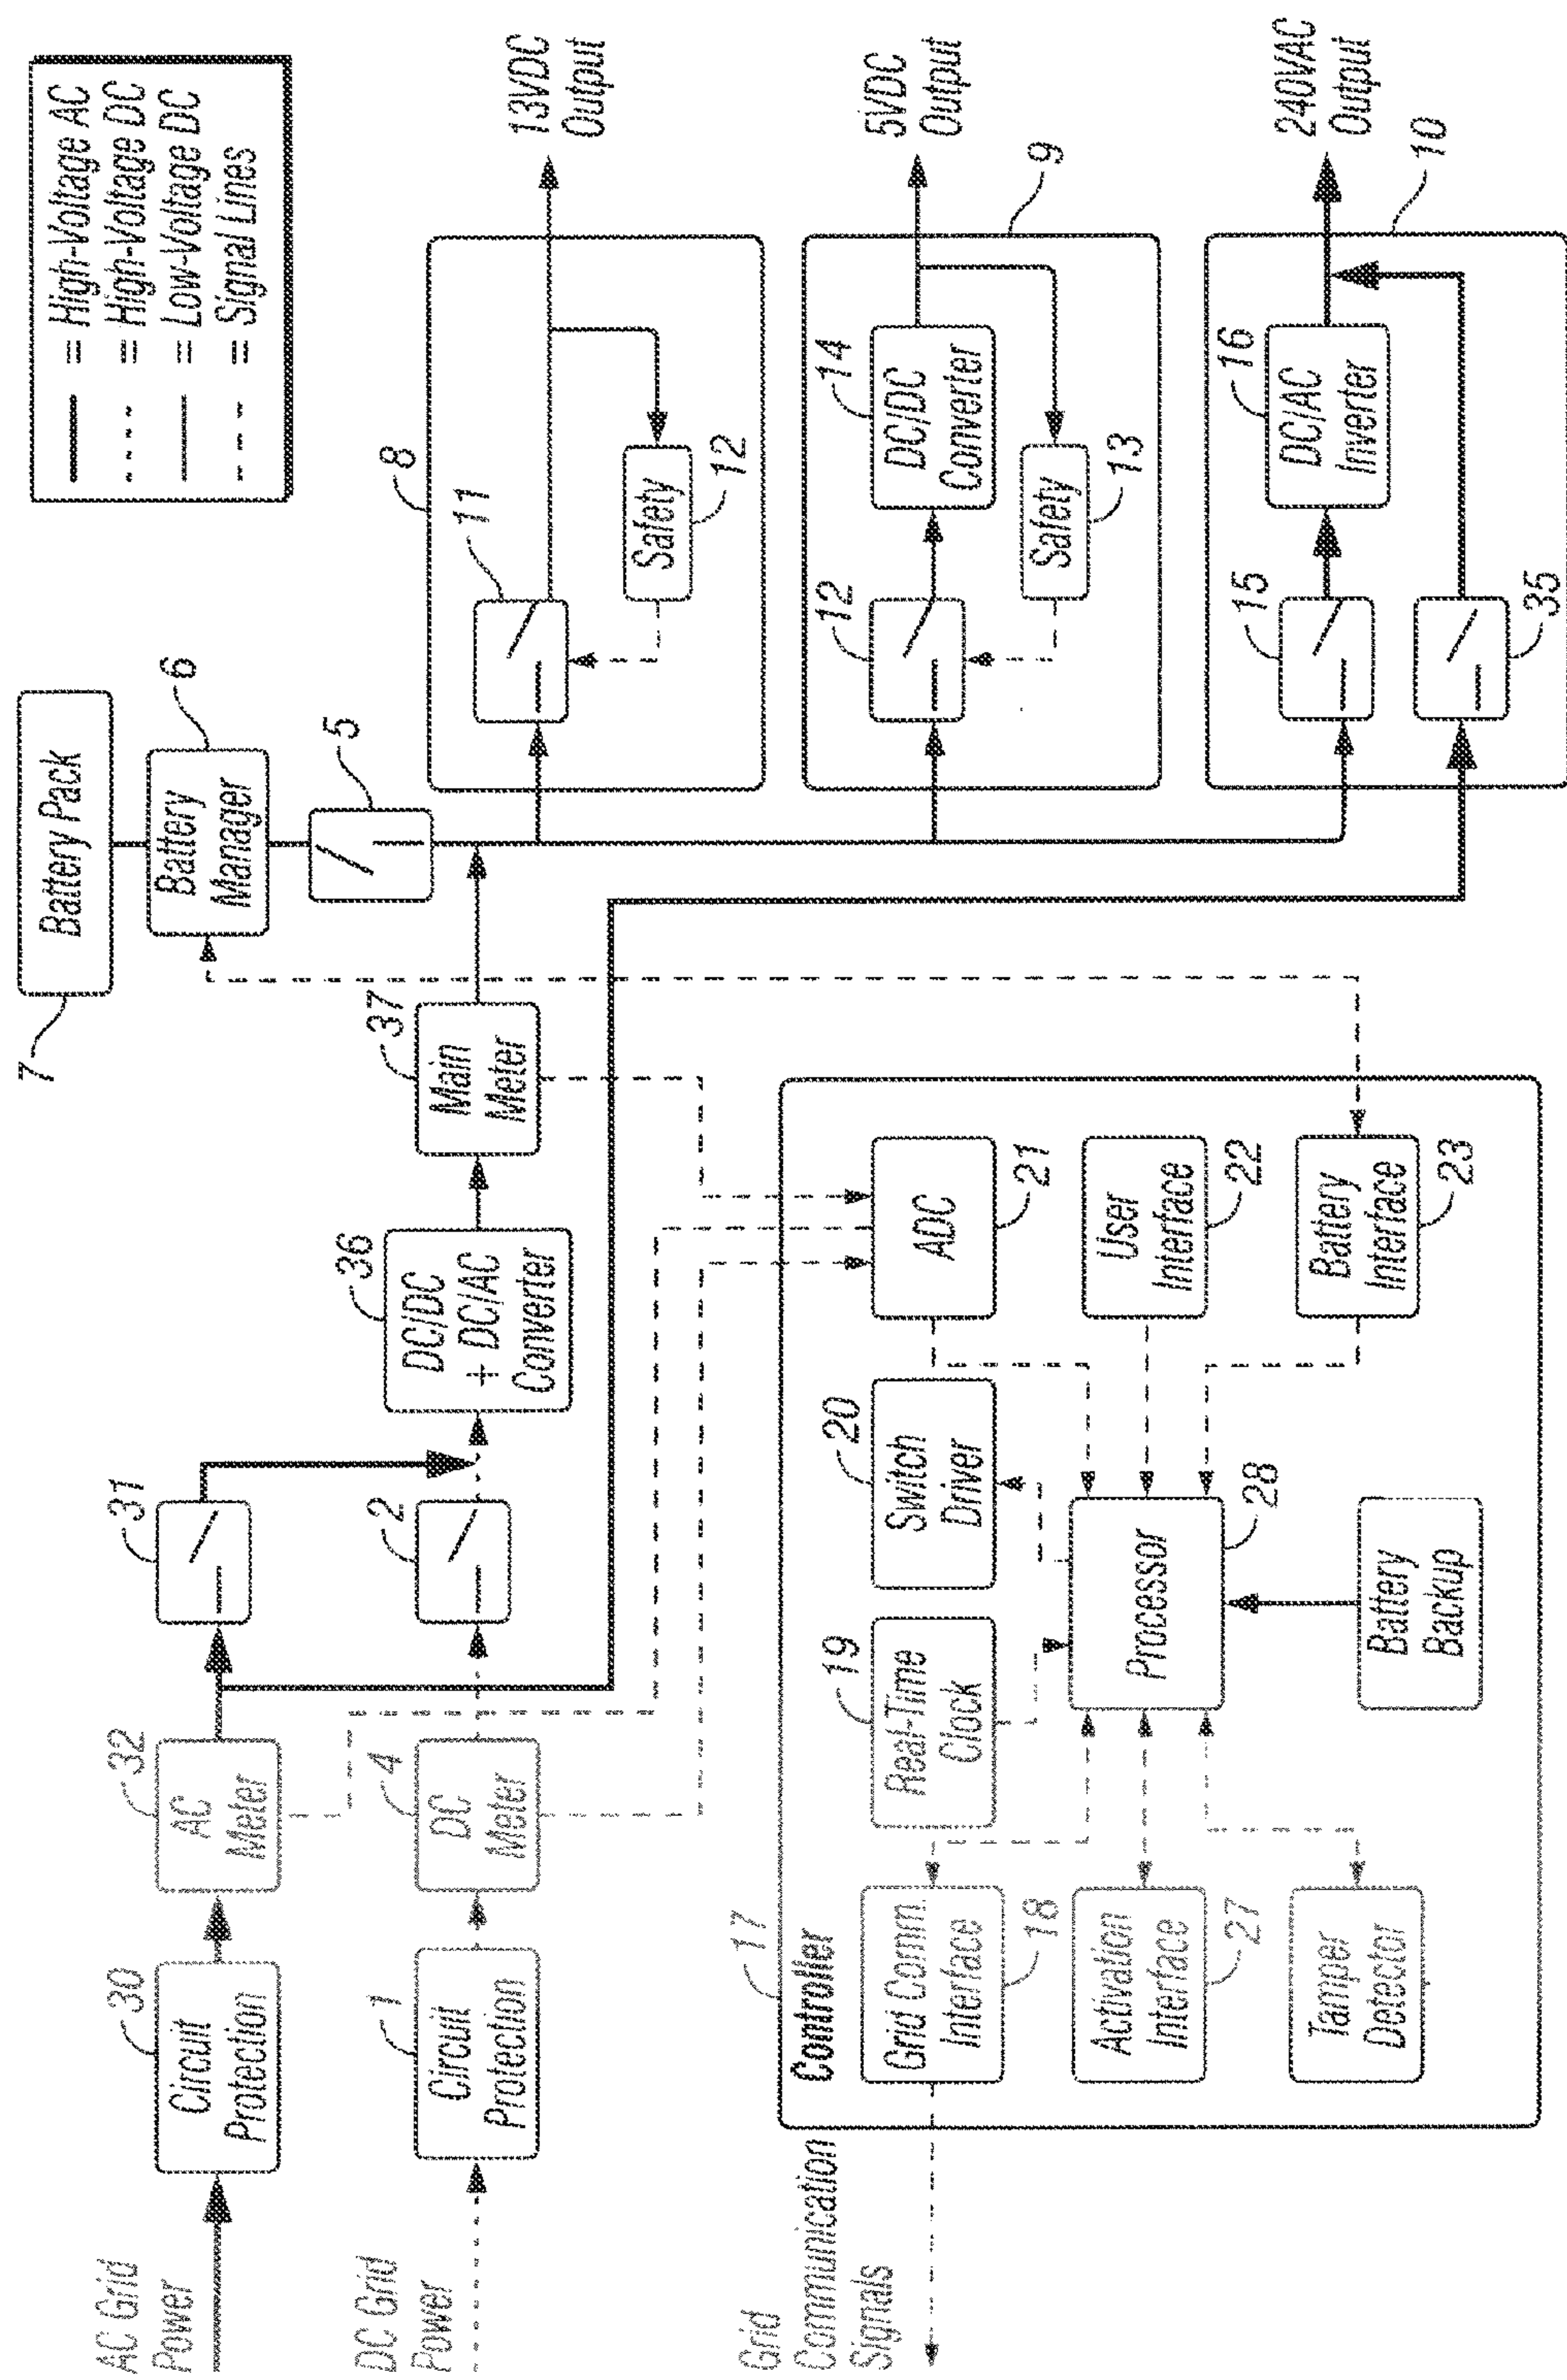 = High-Voltage AC
= High-Voltage DC
= Low-Voltage DC
= Signal Lines
AC Grid
Power
30
Circuit
Protection
32
AC
Meter
31
DC Grid
Power
1
Circuit
Protection
4
DC
Meter
2
36
DC/DC
+ DC/AC
Converter
37
Main
Meter
7
Battery Pack
6
Battery
Manager
5
8
11
Safety
12
13VDC
Output
12
14
DC/DC
Converter
Safety
13
9
5VDC
Output
15
16
DC/AC
Inverter
35
10
240VAC
Output
Grid
Communication
Signals
17
Controller
Grid Comm.
Interface
18
Activation
Interface
27
Tamper
Detector
19
Real-Time
Clock
20
Switch
Driver
Processor
28
Battery
Backup
ADC
21
User
Interface
22
Battery
Interface
23